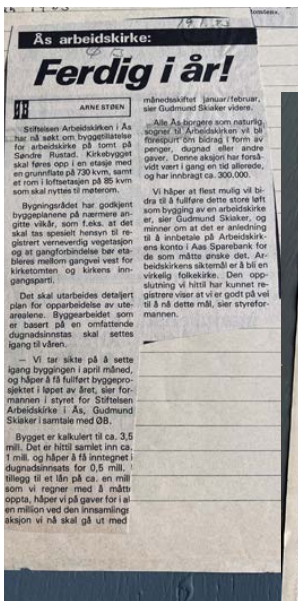 Ås arbeidskirke:
Ferdig i år!
ARNE STØEN
Stiftelsen Arbeidskirken i Ås
har nå søkt om byggetillatelse
for arbeidskirke på tomt på
Søndre Rustad. Kirkebygget
skal føres opp i en etasje med
en grunnflate på 730 kvm, samt
et rom i loftsetasjen på 85 kvm
som skal nyttes til møterom.
Bygningsrådet har godkjent
byggeplanene på nærmere an-
gitte vilkår, som f.eks. at det
skal tas spesielt hensyn til re-
gistrert verneverdig vegetasjon
og at gangforbindelse bør eta-
bleres mellom gangvei vest for
kirketomten og kirkens inn-
gangsparti.
Det skal utarbeides detaljert
plan for opparbeidelse av ute-
arealene. Byggearbeidet som
er basert på en omfattende
dugnadsinnstas skal settes
igang til våren.
— Vi tar sikte på å sette
igang byggingen i april måned,
og håper å få fullført byggepro-
sjektet i løpet av året, sier for-
mannen i styret for Stiftelsen
Arbeidskirke i Ås, Gudmund
Skiaker i samtale med ØB.
Bygget er kalkulert til ca. 3,5
mill. Det er hittil samlet inn ca.
1 mill. og håper å få inntegnet i
dugnadsinnsats for 0,5 mill.
tillegg til et lån på ca. en mill
som vi regner med å måtte
oppta, håper vi på gaver for i al
en million ved den innsamlings
aksjon vi nå skal gå ut med
månedsskiftet januar/februar,
sier Gudmund Skiaker videre.
Alle Ås-borgere som naturlig
sogner til Arbeidskirken vil bli
forespurt om bidrag i form av
penger, dugnad eller andre
gaver. Denne aksjon har forså-
vidt vært i gang en tid allerede,
og har innbragt ca. 300,000.
Vi håper at flest mulig vil bi-
dra til å fullføre dette store løft
som bygging av en arbeidskirke
er, sier Gudmund Skiaker, og
minner om at det er anledning
til å innbetale på Arbeidskirk-
ens konto i Aas Sparebank for
de som måtte ønske det. Ar-
beidskirkens siktemål er å bli en
virkelig folkekirke. Den opp-
slutning vi hittil har kunnet re-
gistrere viser at vi er godt på vei
til å nå dette mål, sier styrefor-
mannen.